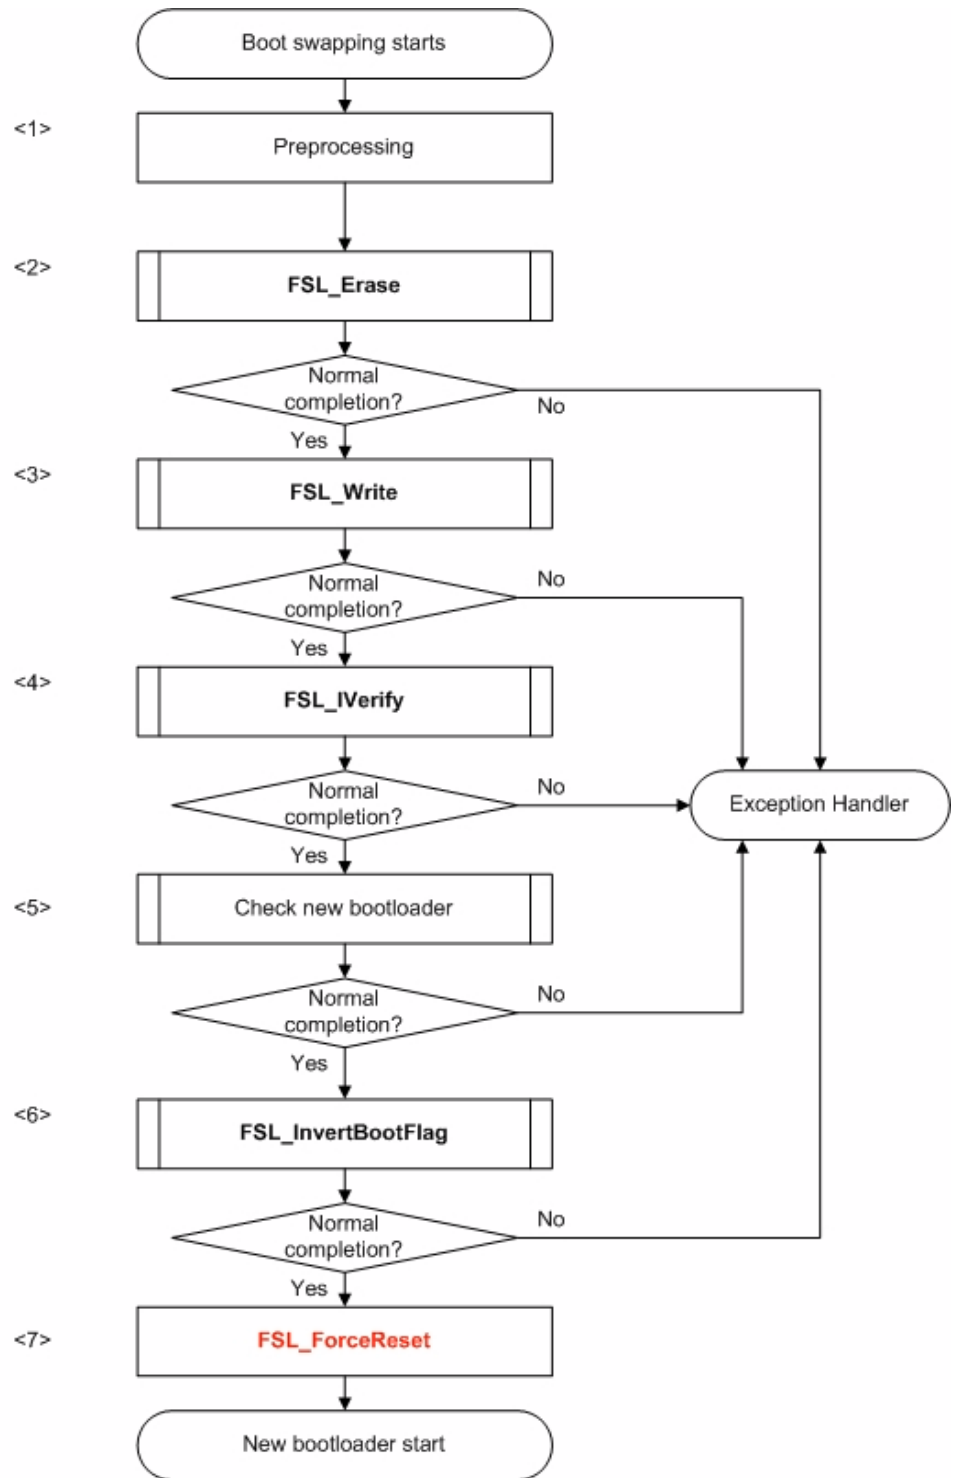 Boot swapping starts
<1>
Preprocessing
<2>
FSL_Erase
Normal
completion?
No
Yes
<3>
FSL_Write
Normal
completion?
No
Yes
<4>
FSL_IVerify
Normal
completion?
No
Exception Handler
Yes
<5>
Check new bootloader
Normal
completion?
No
Yes
<6>
FSL_InvertBootFlag
Normal
completion?
No
Yes
<7>
FSL_ForceReset
New bootloader start